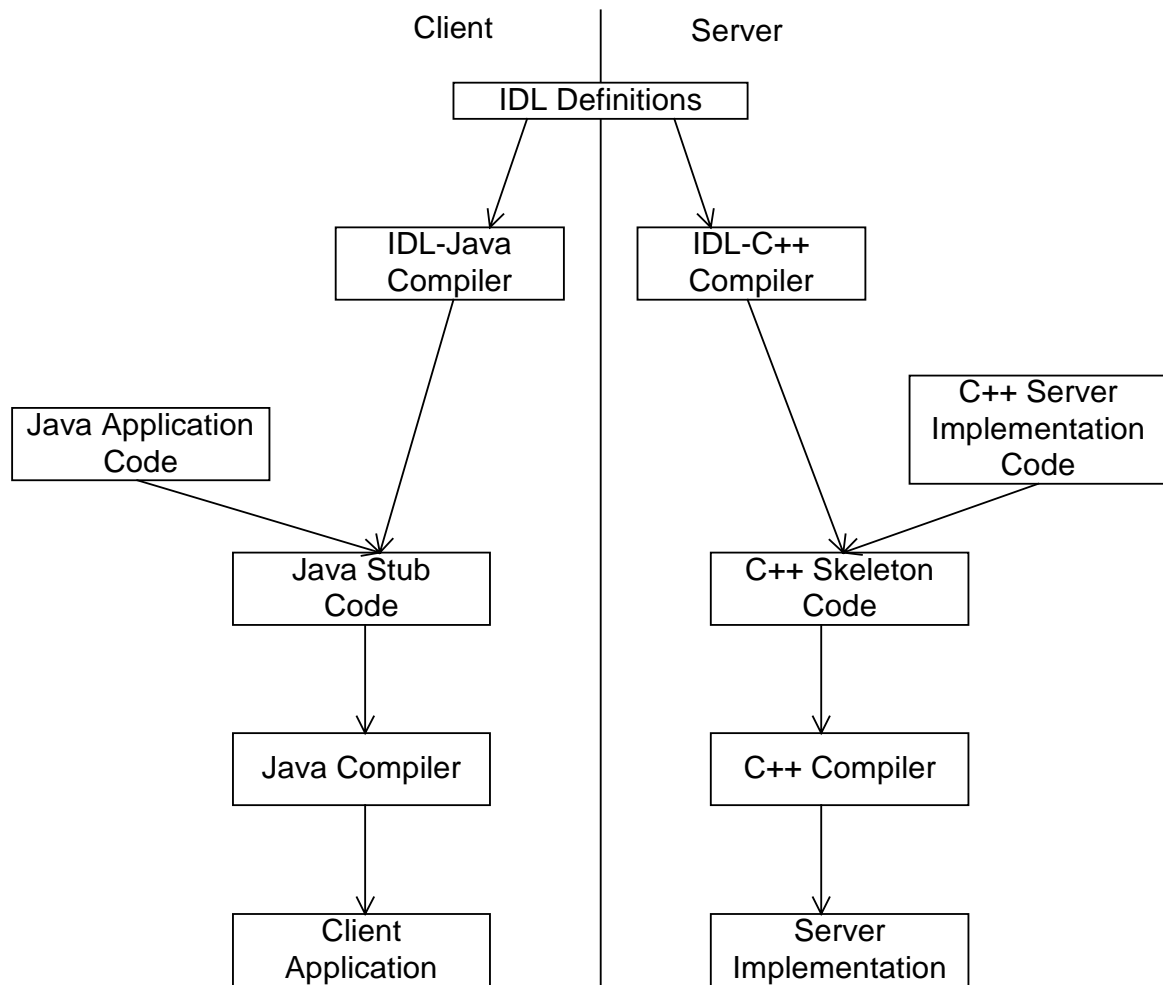 Client
Server
IDL Definitions
IDL-Java
Compiler
IDL-C++
Compiler
Java Application
Code
C++ Server
Implementation
Code
Java Stub
Code
C++ Skeleton
Code
Java Compiler
C++ Compiler
Client
Application
Server
Implementation